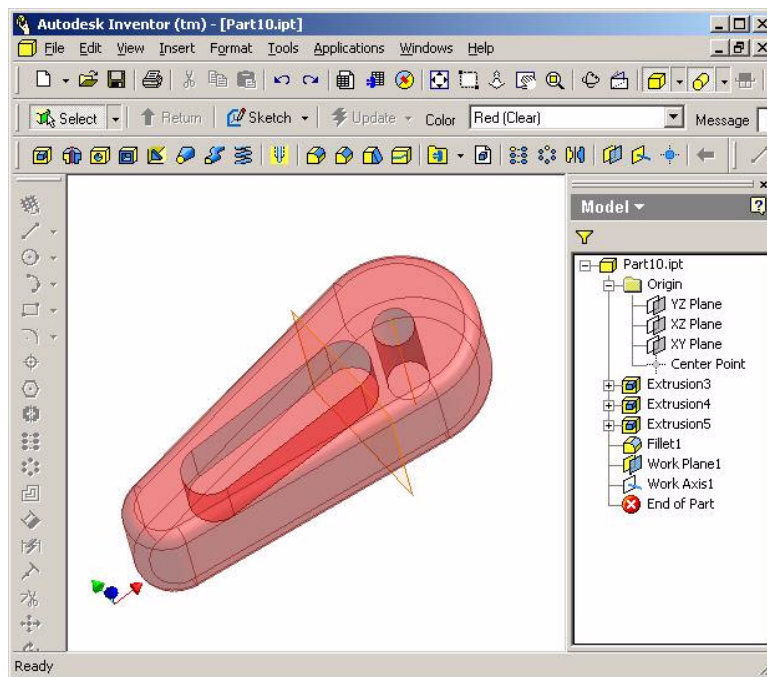 Autodesk Inventor (tm) - [Part10.ipt]
File Edit View Insert Format Tools Applications Windows Help
Select Return Sketch Update Color Red (Clear) Message
Model
Part10.ipt
Origin
YZ Plane
XZ Plane
XY Plane
Center Point
Extrusion3
Extrusion4
Extrusion5
Fillet1
Work Plane1
Work Axis1
End of Part
Ready